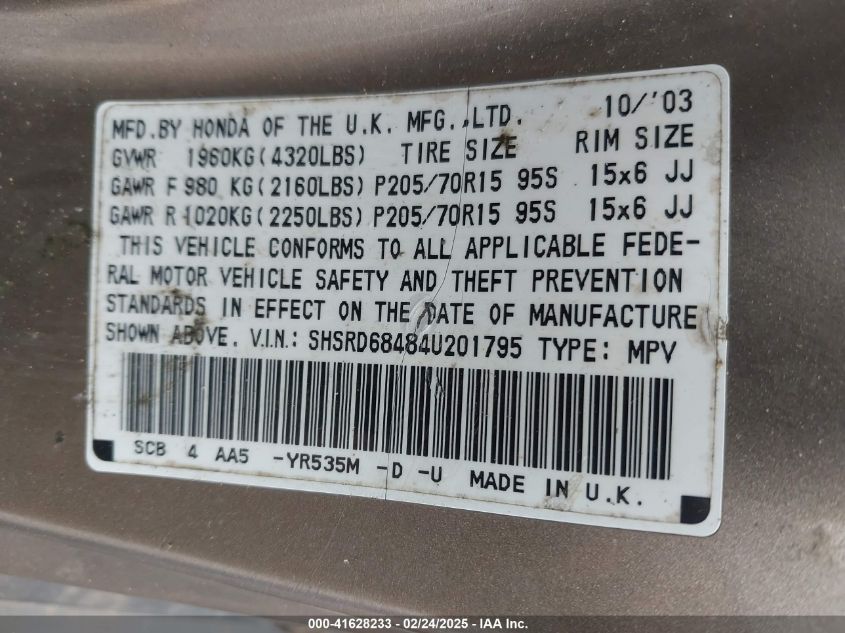 MFD.BY HONDA OF THE U.K. MFG.,LTD. 10/'03
GVWR 1960KG(4320LBS) TIRE SIZE RIM SIZE
GAWR F 980 KG(2160LBS) P205/70R15 95S 15x6 JJ
GAWR R 1020KG(2250LBS) P205/70R15 95S 15x6 JJ
THIS VEHICLE CONFORMS TO ALL APPLICABLE FEDE-
RAL MOTOR VEHICLE SAFETY AND THEFT PREVENTION
STANDARDS IN EFFECT ON THE DATE OF MANUFACTURE
SHOWN ABOVE. V.I.N.: SHSRD68484U201795 TYPE: MPV
SCB 4 AA5 -YR535M -D -U MADE IN U.K.
000-41628233 - 02/24/2025 - IAA Inc.